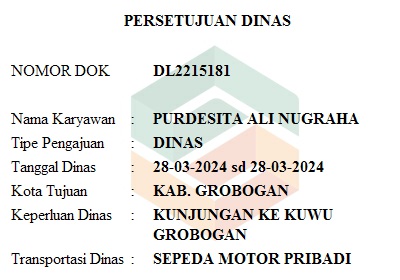 PERSETUJUAN DINAS
NOMOR DOK DL2215181
Nama Karyawan : PURDESITA ALI NUGRAHA
Tipe Pengajuan : DINAS
Tanggal Dinas : 28-03-2024 sd 28-03-2024
Kota Tujuan : KAB. GROBOGAN
Keperluan Dinas : KUNJUNGAN KE KUWU
GROBOGAN
Transportasi Dinas : SEPEDA MOTOR PRIBADI